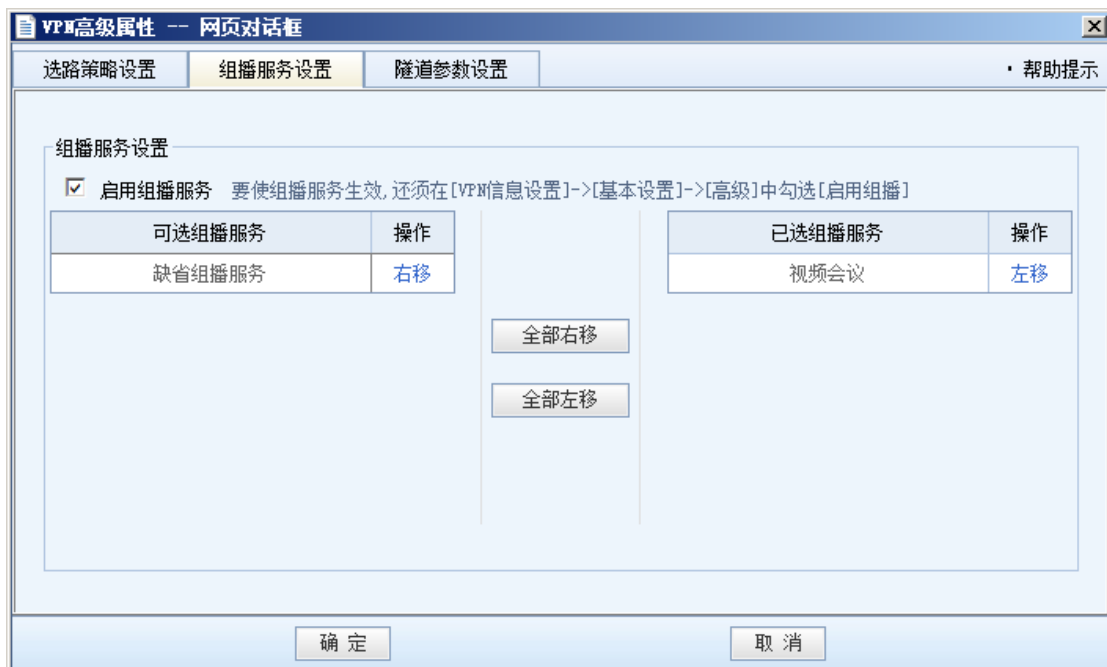 VPN高级属性 -- 网页对话框
选路策略设置 组播服务设置 隧道参数设置 · 帮助提示
组播服务设置
启用组播服务 要使组播服务生效,还须在[VPN信息设置]->[基本设置]->[高级]中勾选[启用组播]
可选组播服务 操作 已选组播服务 操作
缺省组播服务 右移 视频会议 左移
全部右移
全部左移
确定 取消